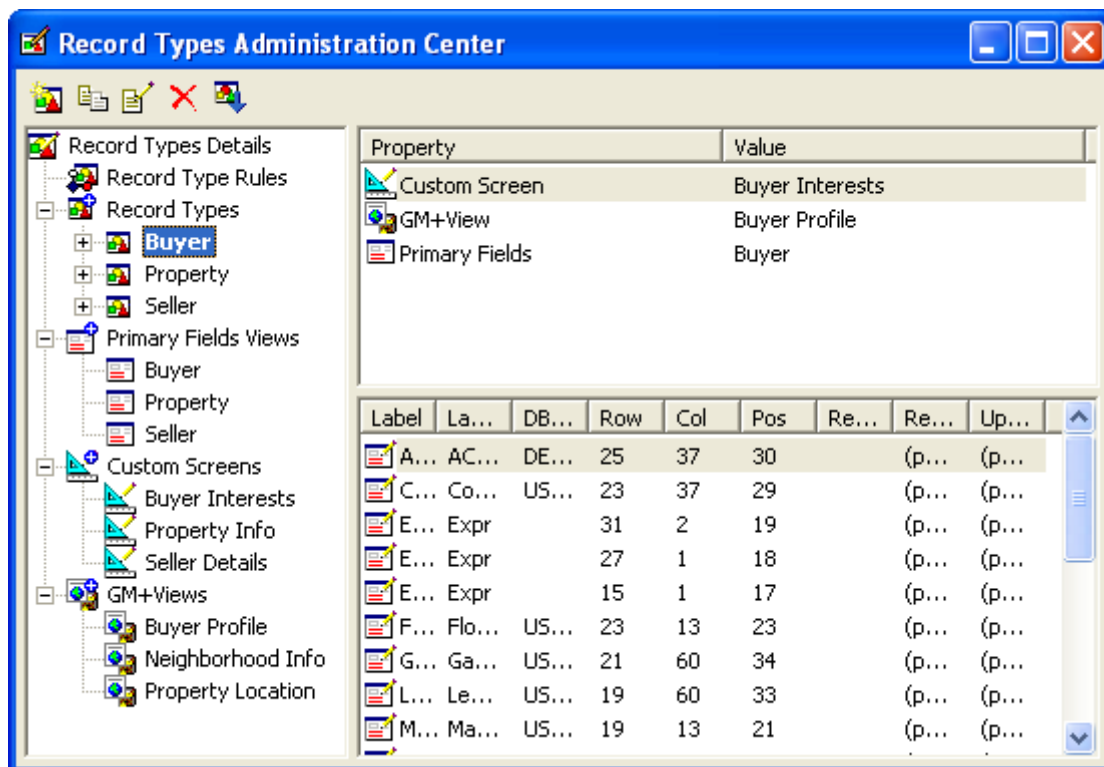 Record Types Administration Center
Record Types Details
Record Type Rules
Record Types
Buyer
Property
Seller
Primary Fields Views
Buyer
Property
Seller
Custom Screens
Buyer Interests
Property Info
Seller Details
GM+Views
Buyer Profile
Neighborhood Info
Property Location
Property Value
Custom Screen Buyer Interests
GM+View Buyer Profile
Primary Fields Buyer
Label La... DB... Row Col Pos Re... Re... Up...
A... AC... DE... 25 37 30 (p... (p...
C... Co... US... 23 37 29 (p... (p...
E... Expr 31 2 19 (p... (p...
E... Expr 27 1 18 (p... (p...
E... Expr 15 1 17 (p... (p...
F... Flo... US... 23 13 23 (p... (p...
G... Ga... US... 21 60 34 (p... (p...
L... Le... US... 19 60 33 (p... (p...
M... Ma... US... 19 13 21 (p... (p...